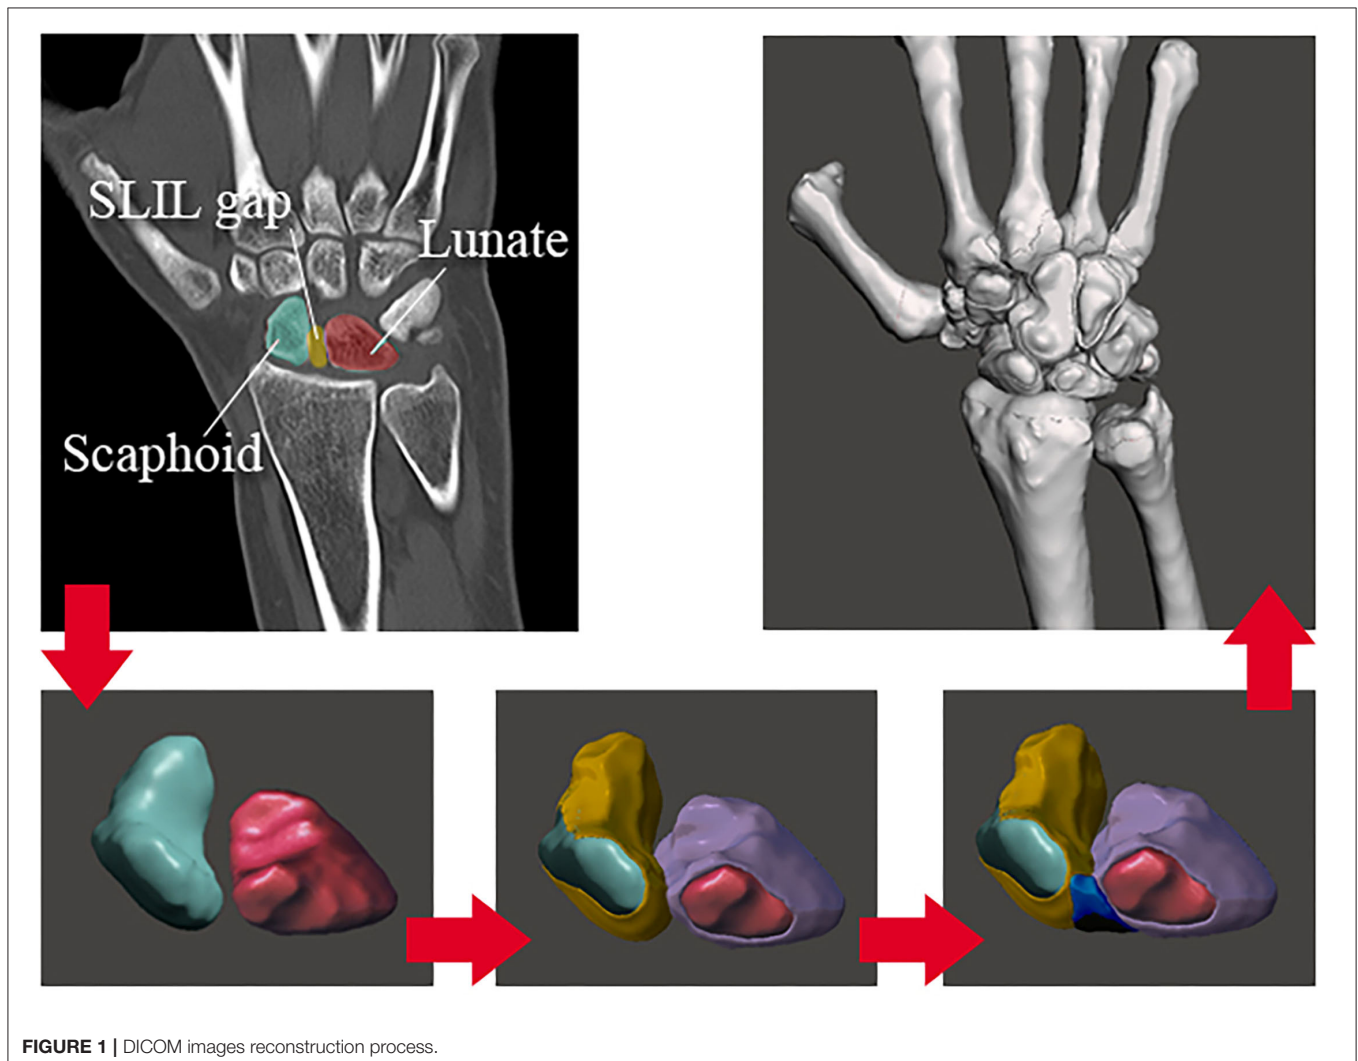 SLIL gap
Lunate
Scaphoid
FIGURE 1 | DICOM images reconstruction process.